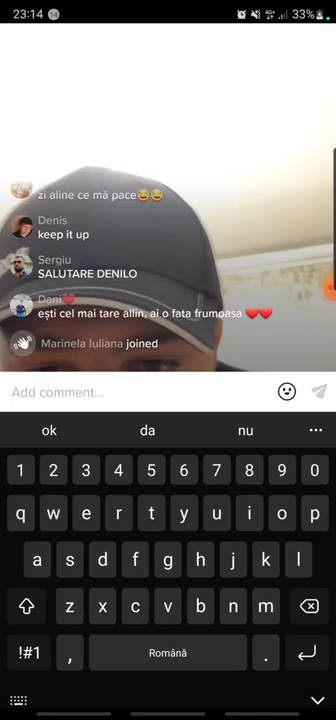 23:14 14 4G+ 33%
zi aline ce mă pace😂😂
Denis
keep it up
Sergiu
SALUTARE DENILO
Dani❤️
ești cel mai tare allin, ai o fata frumoasa ❤️❤️
Marinela Iuliana joined
Add comment...
ok da nu
1 2 3 4 5 6 7 8 9 0
q w e r t y u i o p
a s d f g h j k l
z x c v b n m
!#1 , Română .